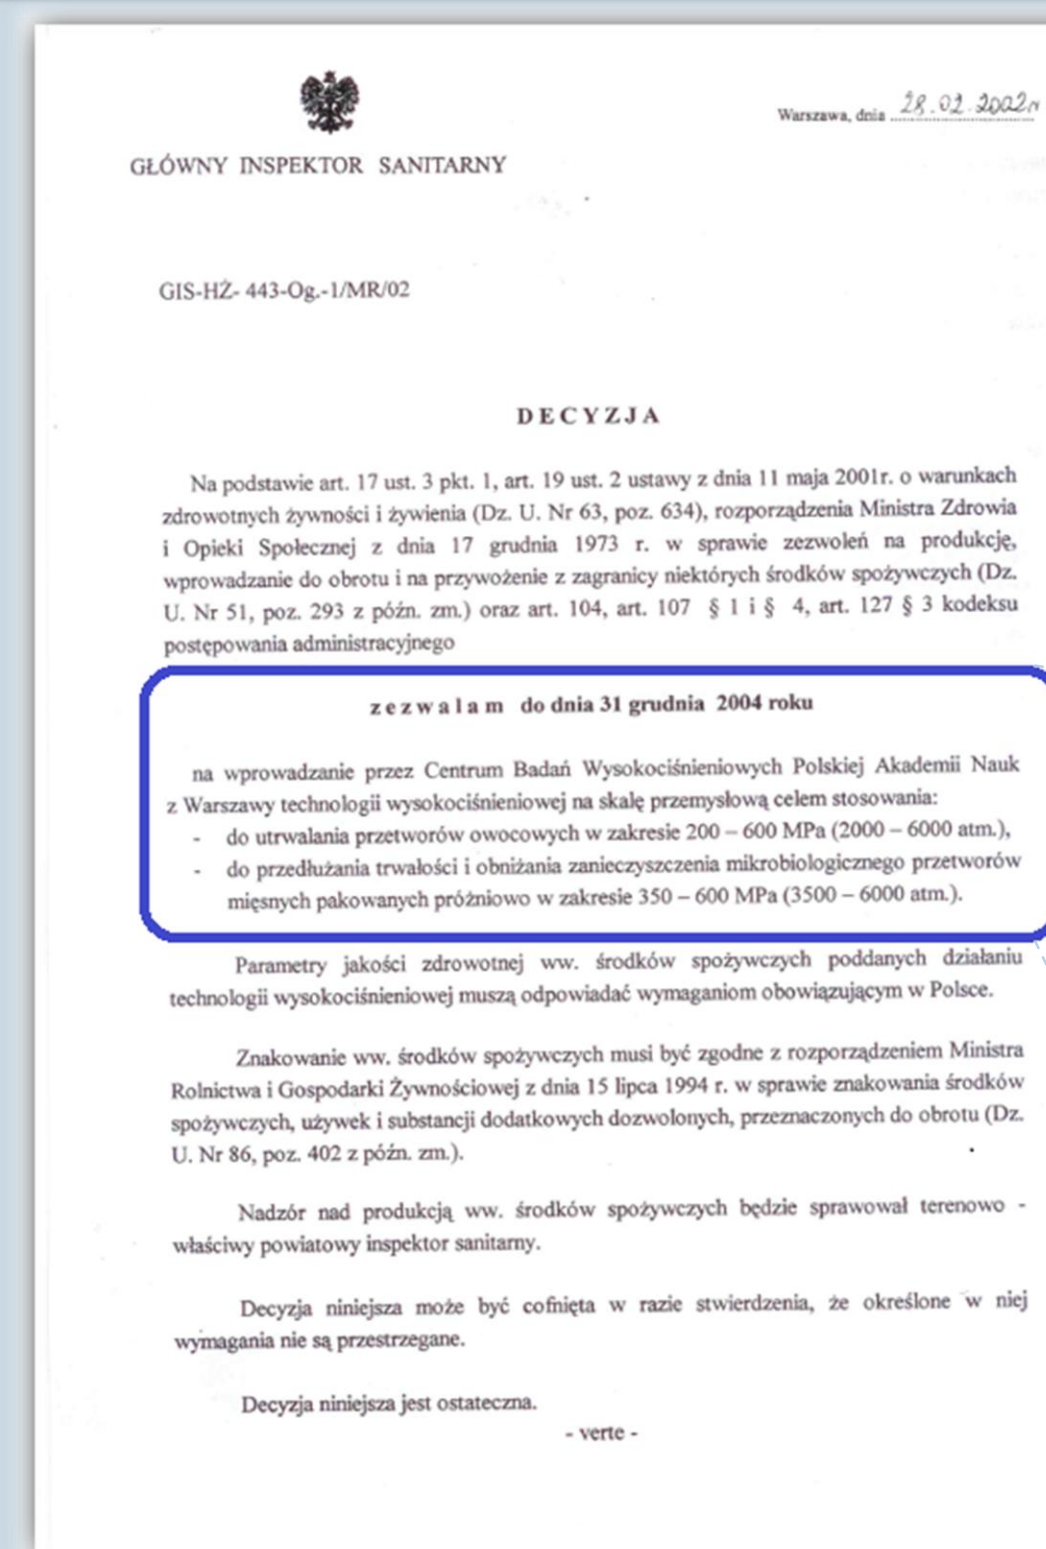 Warszawa, dnia 28.02.2002r
GŁÓWNY INSPEKTOR SANITARNY
GIS-HŻ- 443-Og.-1/MR/02
DECYZJA
Na podstawie art. 17 ust. 3 pkt. 1, art. 19 ust. 2 ustawy z dnia 11 maja 2001r. o warunkach
zdrowotnych żywności i żywienia (Dz. U. Nr 63, poz. 634), rozporządzenia Ministra Zdrowia
i Opieki Społecznej z dnia 17 grudnia 1973 r. w sprawie zezwoleń na produkcję,
wprowadzanie do obrotu i na przywożenie z zagranicy niektórych środków spożywczych (Dz.
U. Nr 51, poz. 293 z późn. zm.) oraz art. 104, art. 107 § 1 i § 4, art. 127 § 3 kodeksu
postępowania administracyjnego
zezwalam do dnia 31 grudnia 2004 roku
na wprowadzanie przez Centrum Badań Wysokociśnieniowych Polskiej Akademii Nauk
z Warszawy technologii wysokociśnieniowej na skalę przemysłową celem stosowania:
- do utrwalania przetworów owocowych w zakresie 200 – 600 MPa (2000 – 6000 atm.),
- do przedłużania trwałości i obniżania zanieczyszczenia mikrobiologicznego przetworów
mięsnych pakowanych próżniowo w zakresie 350 – 600 MPa (3500 – 6000 atm.).
Parametry jakości zdrowotnej ww. środków spożywczych poddanych działaniu
technologii wysokociśnieniowej muszą odpowiadać wymaganiom obowiązującym w Polsce.
Znakowanie ww. środków spożywczych musi być zgodne z rozporządzeniem Ministra
Rolnictwa i Gospodarki Żywnościowej z dnia 15 lipca 1994 r. w sprawie znakowania środków
spożywczych, używek i substancji dodatkowych dozwolonych, przeznaczonych do obrotu (Dz.
U. Nr 86, poz. 402 z późn. zm.).
Nadzór nad produkcją ww. środków spożywczych będzie sprawował terenowo -
właściwy powiatowy inspektor sanitarny.
Decyzja niniejsza może być cofnięta w razie stwierdzenia, że określone w niej
wymagania nie są przestrzegane.
Decyzja niniejsza jest ostateczna.
- verte -